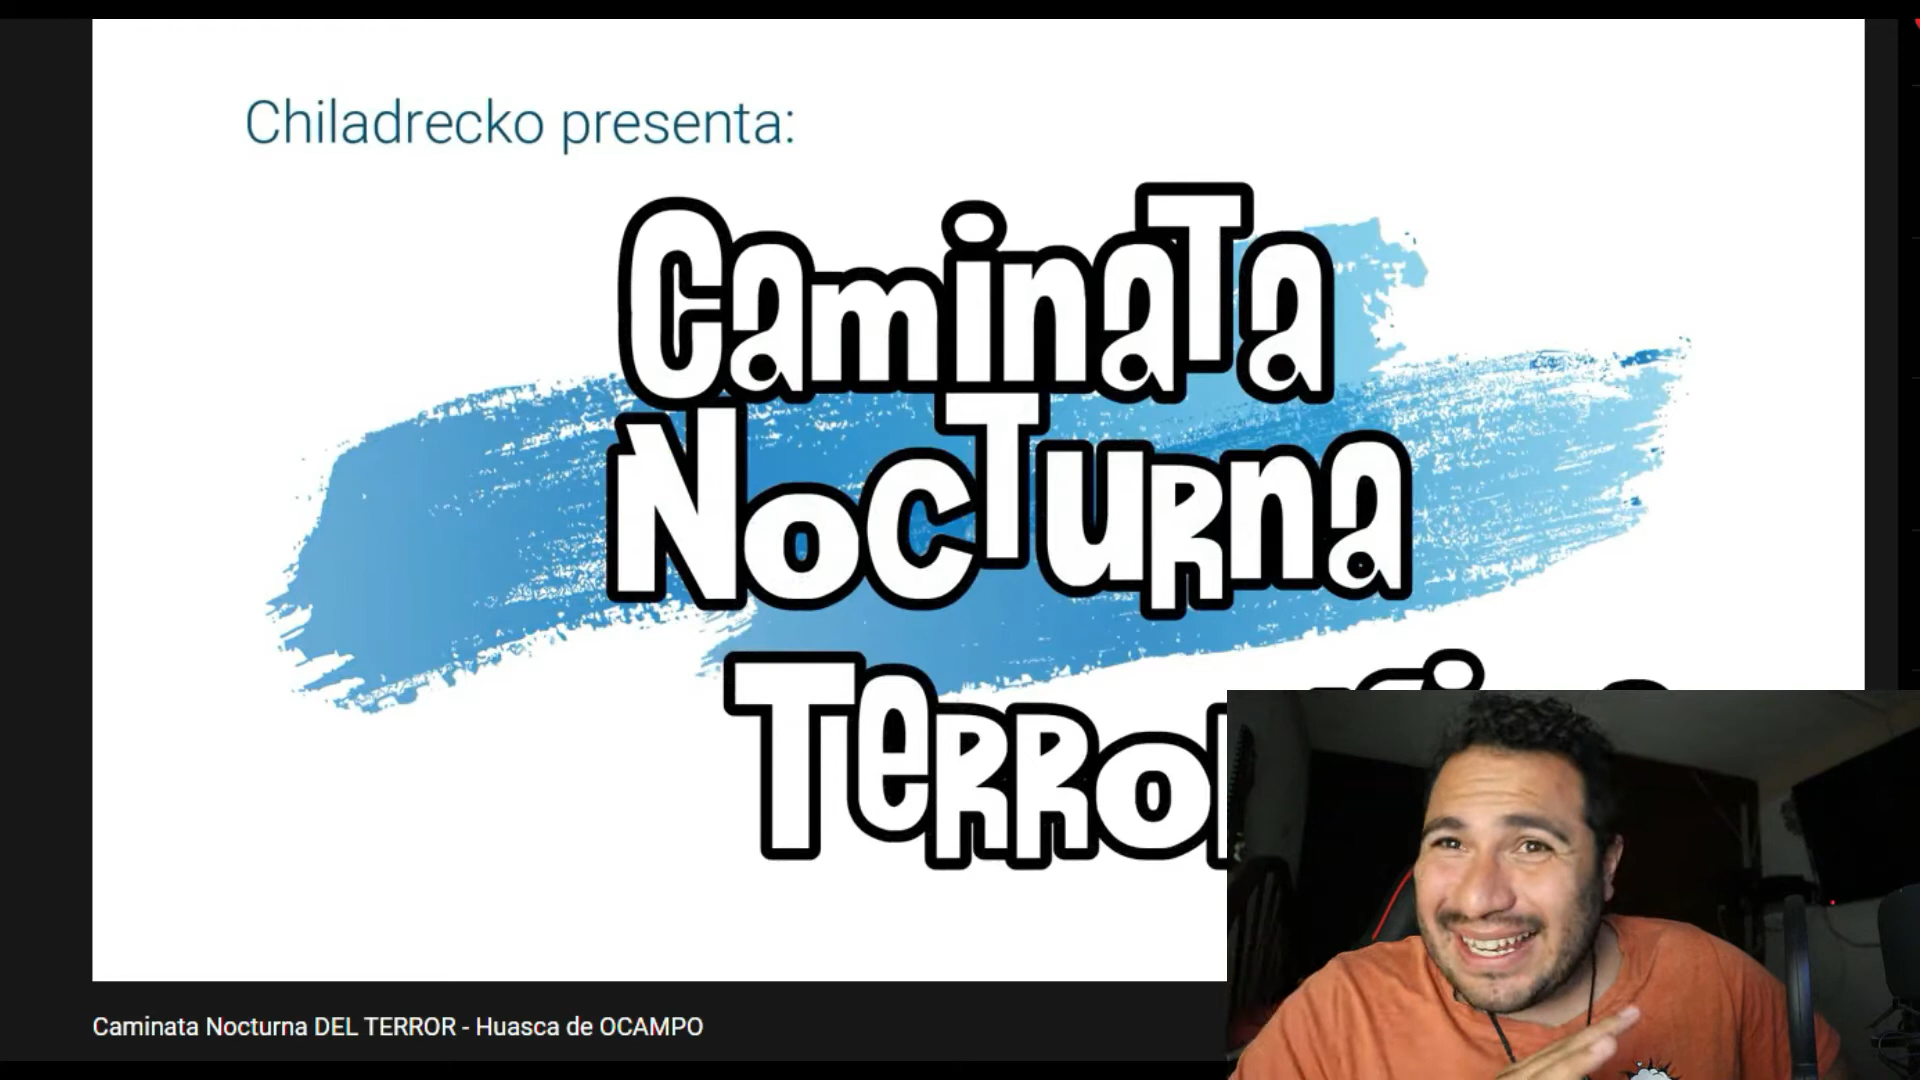 Chiladrecko presenta:
Caminata
Nocturna
Caminata Nocturna DEL TERROR - Huasca de OCAMPO